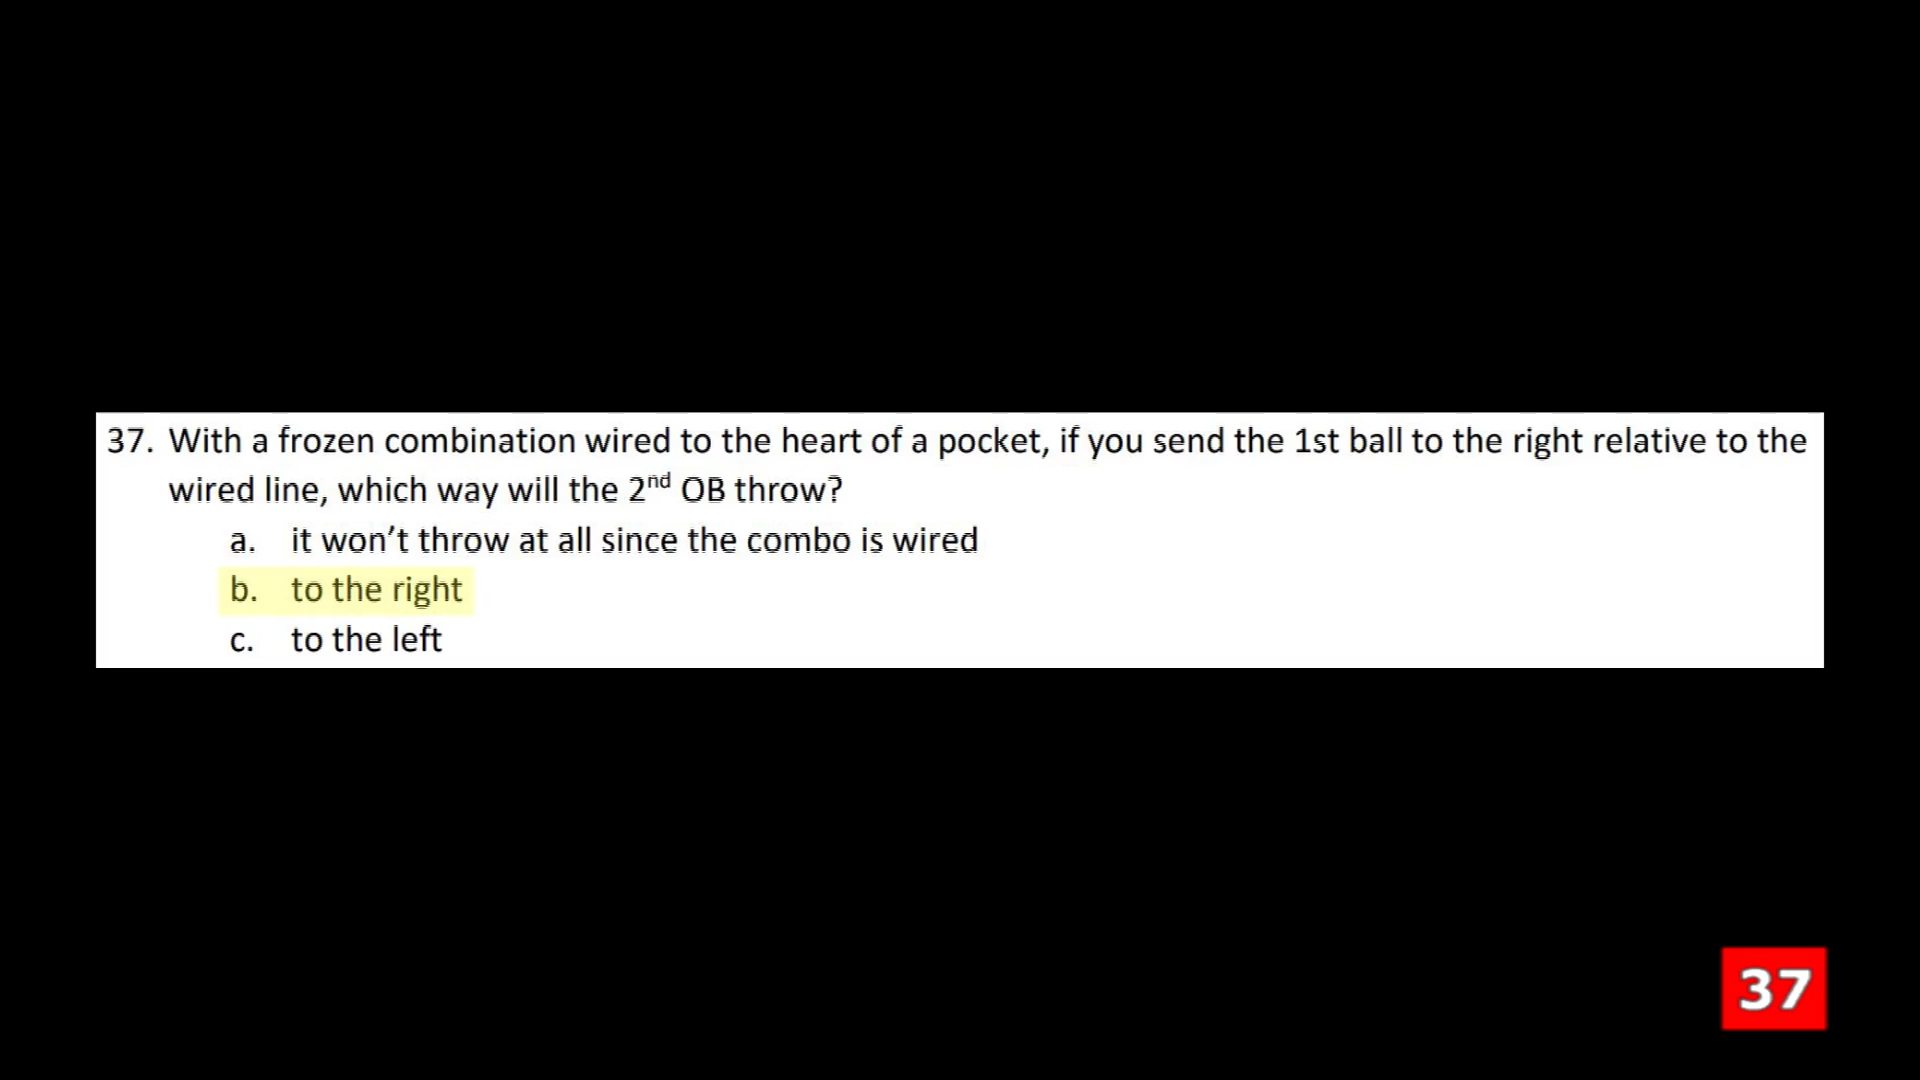 37. With a frozen combination wired to the heart of a pocket, if you send the 1st ball to the right relative to the
wired line, which way will the 2nd OB throw?
a. it won’t throw at all since the combo is wired
b. to the right
c. to the left
37